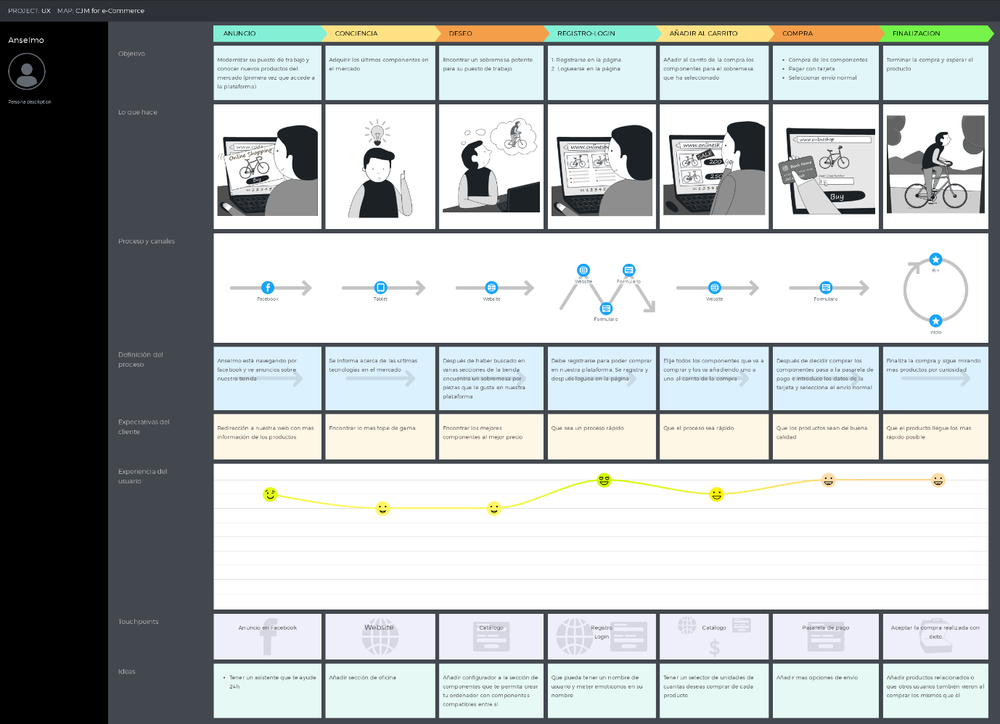 PROJECT: UX MAP: CJM for e-Commerce
Anselmo
Persona description
ANUNCIO
CONCIENCIA
DESEO
REGISTRO-LOGIN
AÑADIR AL CARRITO
COMPRA
FINALIZACION
Objetivo
Modernizar su puesto de trabajo y
conocer nuevos productos del
mercado (primera vez que accede a
la plataforma)
Adquirir los últimos componentes en
el mercado
Encontrar un sobremesa potente
para su puesto de trabajo
1. Registrarse en la página
2. Loguearse en la página
Añadir al carrito de la compra los
componentes para el sobremesa
que ha seleccionado
• Compra de los componentes
• Pagar con tarjeta
• Seleccionar envío normal
Terminar la compra y esperar el
producto
Lo que hace
www.code
Online Shopping
Buy
<< 1 2 3 4 5
www.onlinesh
<< 1 2 3 4 5
www.onlinesh
SALE
200
250
<< 1 2 3 4 5
www.onlineshop
Bank Name
Buy
Proceso y canales
Facebook
Tablet
Website
Website
Formulario
Formulario
Website
Formulario
Fin
Inicio
Definición del
proceso
Anselmo está navegando por
facebook y ve anuncios sobre
nuestra tienda
Se informa acerca de las ultimas
tecnologías en el mercado
Después de haber buscado en
varias secciones de la tienda
encuentra un sobremesa por
piezas que le gusta en nuestra
plataforma
Debe registrarse para poder comprar
en nuestra plataforma. Se registra y
después loguea en la página
Elije todos los componentes que va a
comprar y los va añadiendo uno a
uno al carrito de la compra
Después de decidir comprar los
componentes pasa a la pasarela de
pago e introduce los datos de la
tarjeta y selecciona el envío normal
Finaliza la compra y sigue mirando
mas productos por curiosidad
Expectativas del
cliente
Redirección a nuestra web con mas
información de los productos.
Encontrar lo mas tope de gama
Encontrar los mejores
componentes al mejor precio
Que sea un proceso rápido
Que el proceso sea rápido
Que los productos sean de buena
calidad
Que el producto llegue los mas
rápido posible
Experiencia del
usuario
Touchpoints
Anuncio en Facebook
Website
Catálogo
Registro
Login
Catálogo
$
Pasarela de pago
Aceptar la compra realizada con
éxito.
Ideas
• Tener un asistente que te ayude
24h
Añadir sección de oficina
Añadir configurador a la sección de
componentes que te permita crear
tu ordenador con componentes
compatibles entre sí
Que pueda tener un nombre de
usuario y meter emoticonos en su
nombre
Tener un selector de unidades de
cuantas deseas comprar de cada
producto
Añadir mas opciones de envío
Añadir productos relacionados o
que otros usuarios también vieron al
comprar los mismos que él